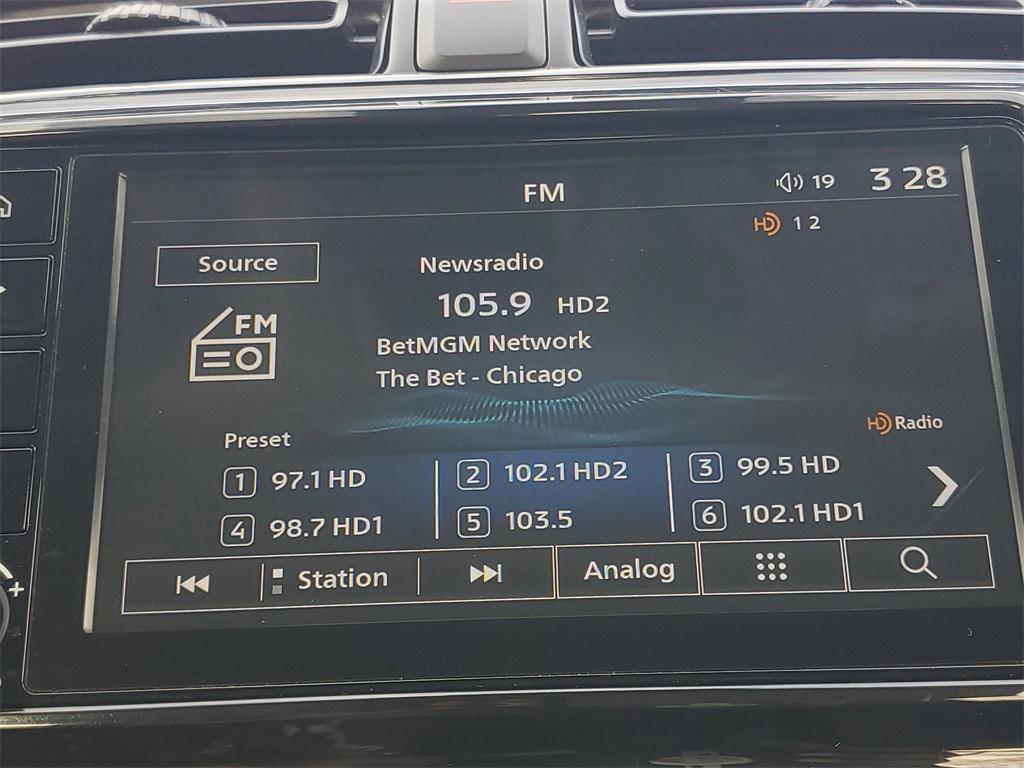 FM
19
3 28
HD 1 2
Source
Newsradio
FM
105.9 HD2
BetMGM Network
The Bet - Chicago
HD Radio
Preset
1 97.1 HD
2 102.1 HD2
3 99.5 HD
4 98.7 HD1
5 103.5
6 102.1 HD1
Station
Analog
+